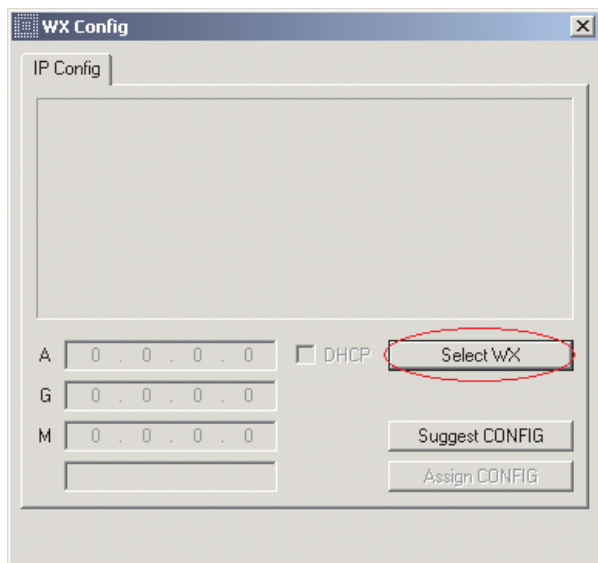 WX Config
IP Config
A 0 . 0 . 0 . 0 DHCP Select WX
G 0 . 0 . 0 . 0
M 0 . 0 . 0 . 0 Suggest CONFIG
Assign CONFIG